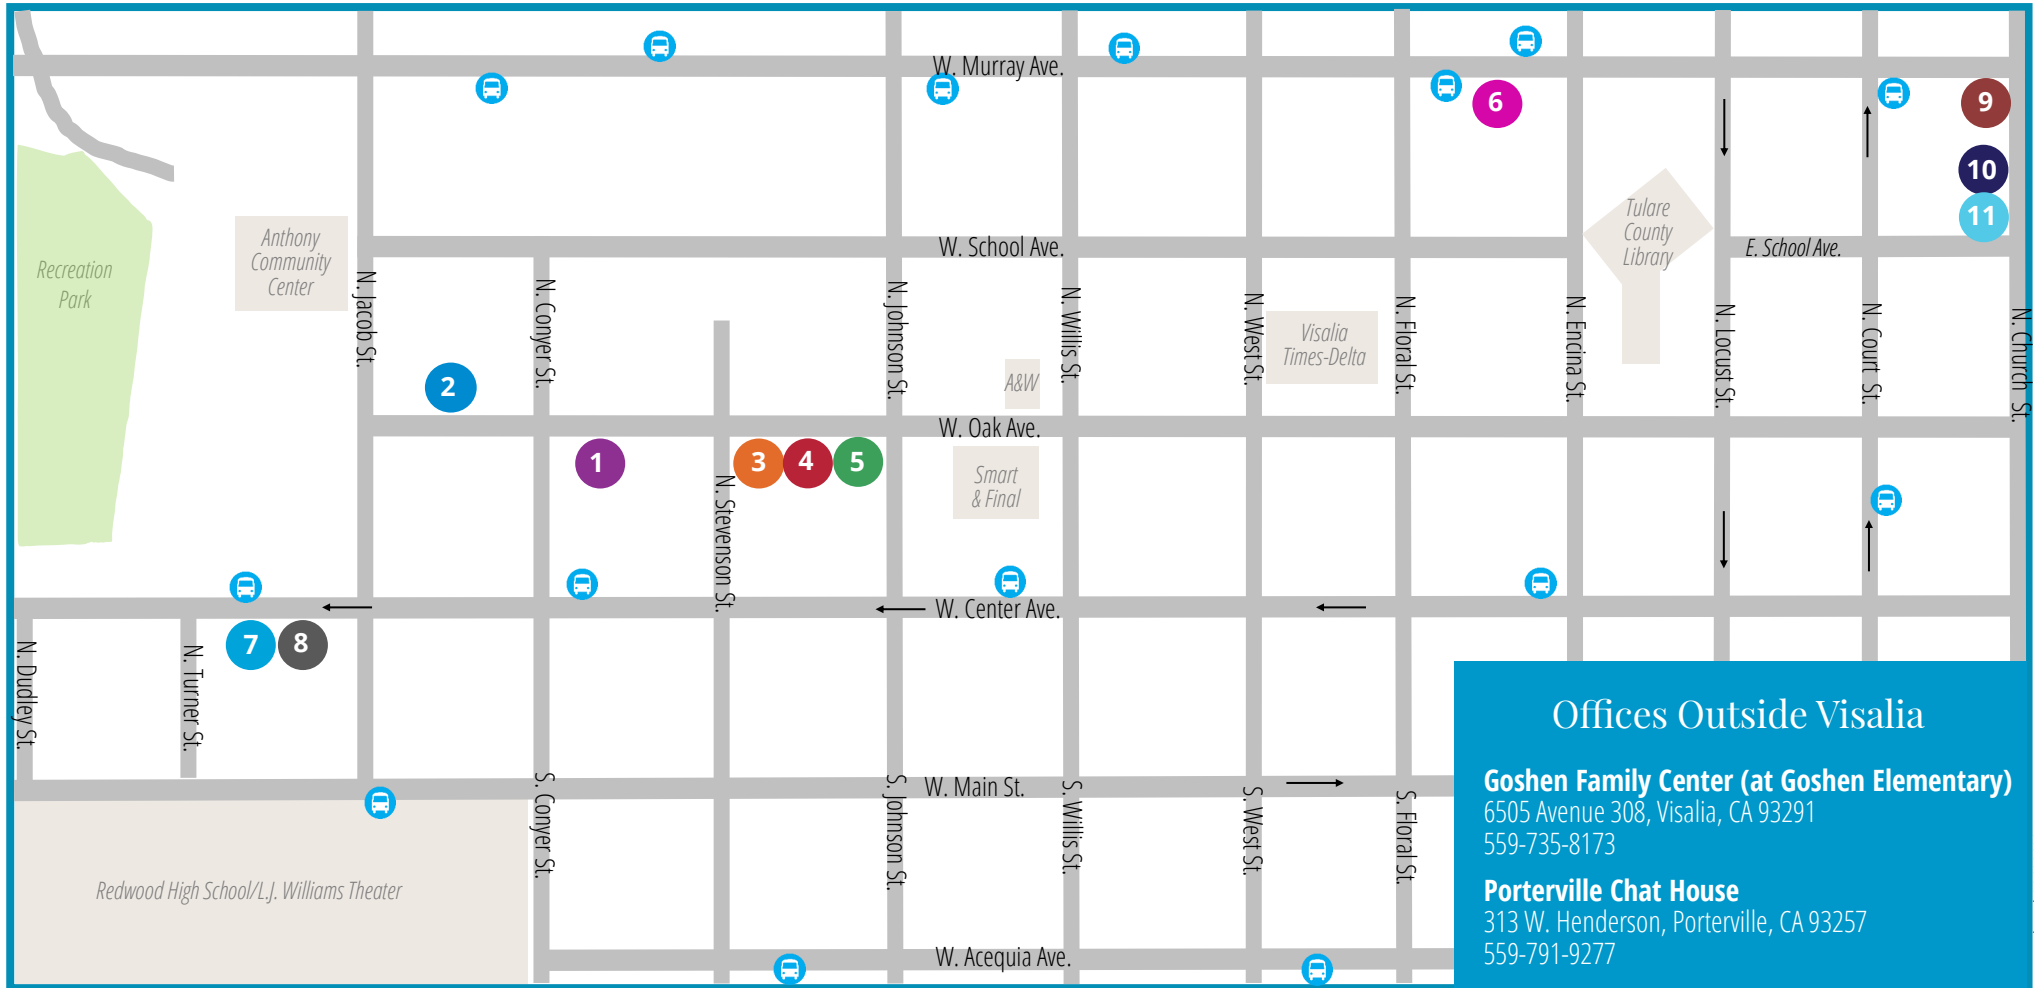 W. Murray Ave.
6
9
10
11
Tulare
County
Library
Anthony
Community
Center
Recreation
Park
W. School Ave.
E. School Ave.
N. Jacob St.
N. Conyer St.
N. Johnson St.
N. Willis St.
N. West St.
N. Floral St.
N. Encina St.
N. Locust St.
N. Court St.
N. Church St.
Visalia
Times-Delta
A&W
2
W. Oak Ave.
1
3
4
5
Smart
& Final
N. Stevenson St.
W. Center Ave.
7
8
N. Dudley St.
N. Turner St.
W. Main St.
S. Conyer St.
S. Johnson St.
S. Willis St.
S. West St.
S. Floral St.
Redwood High School/L.J. Williams Theater
W. Acequia Ave.
Offices Outside Visalia
Goshen Family Center (at Goshen Elementary)
6505 Avenue 308, Visalia, CA 93291
559-735-8173
Porterville Chat House
313 W. Henderson, Porterville, CA 93257
559-791-9277